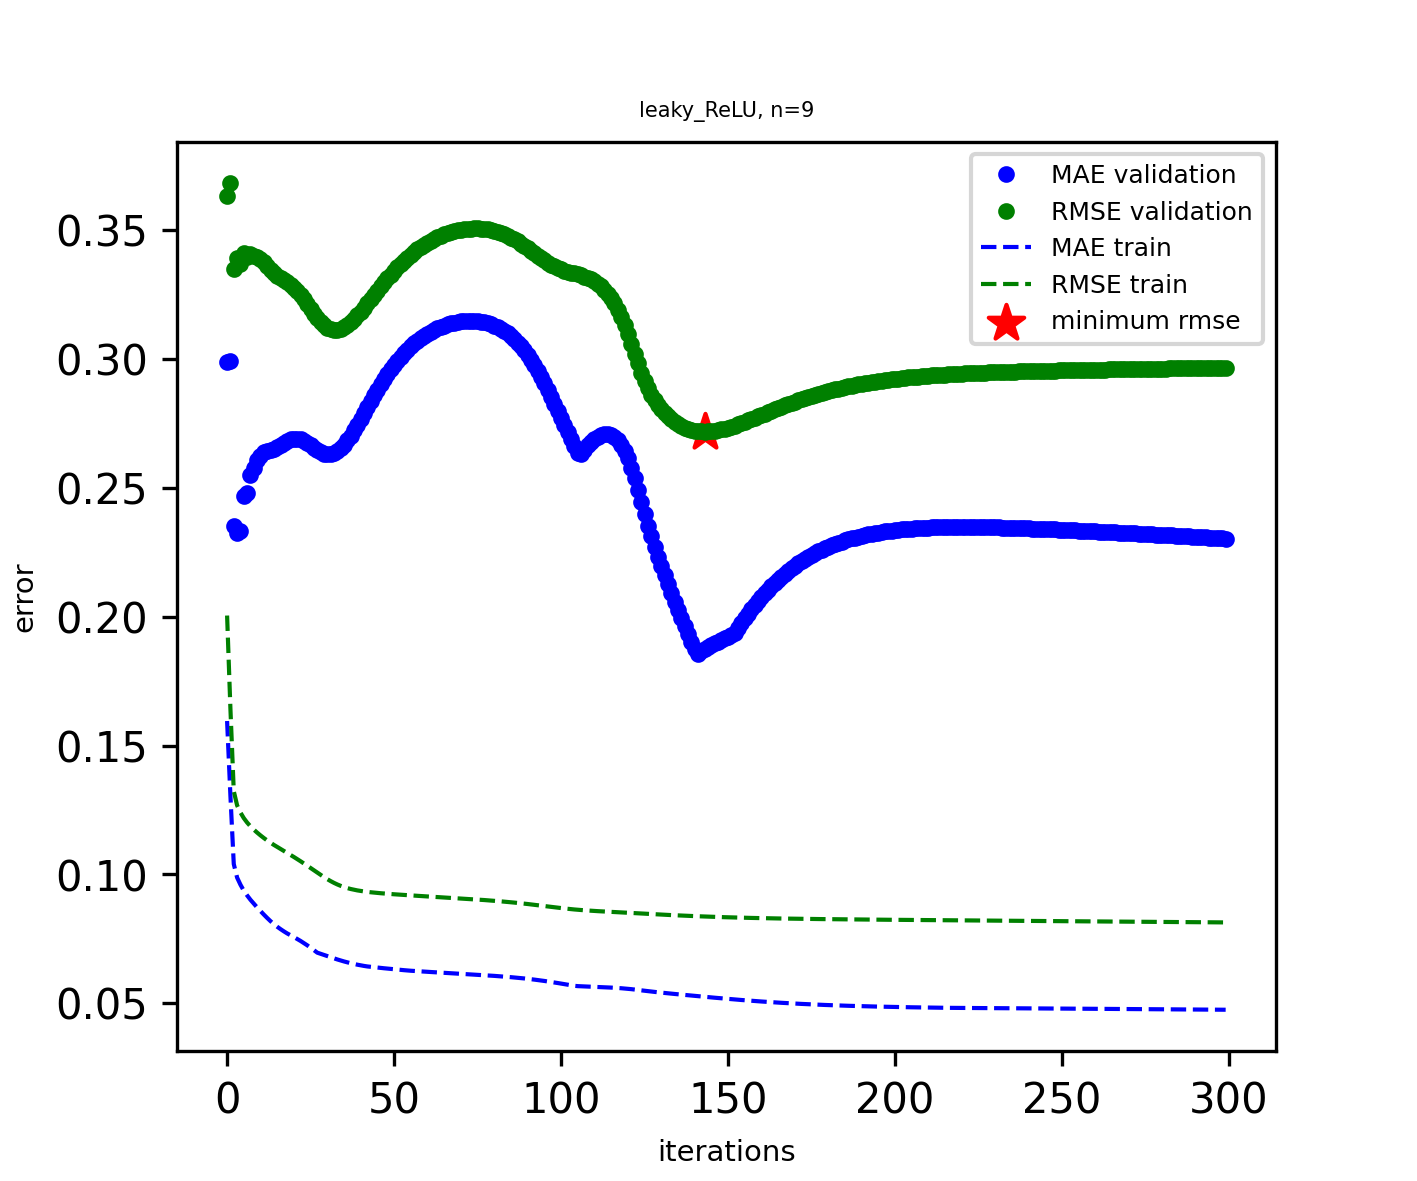 leaky_ReLU, n=9
MAE validation
RMSE validation
MAE train
RMSE train
minimum rmse
error
0.35
0.30
0.25
0.20
0.15
0.10
0.05
0 50 100 150 200 250 300
iterations